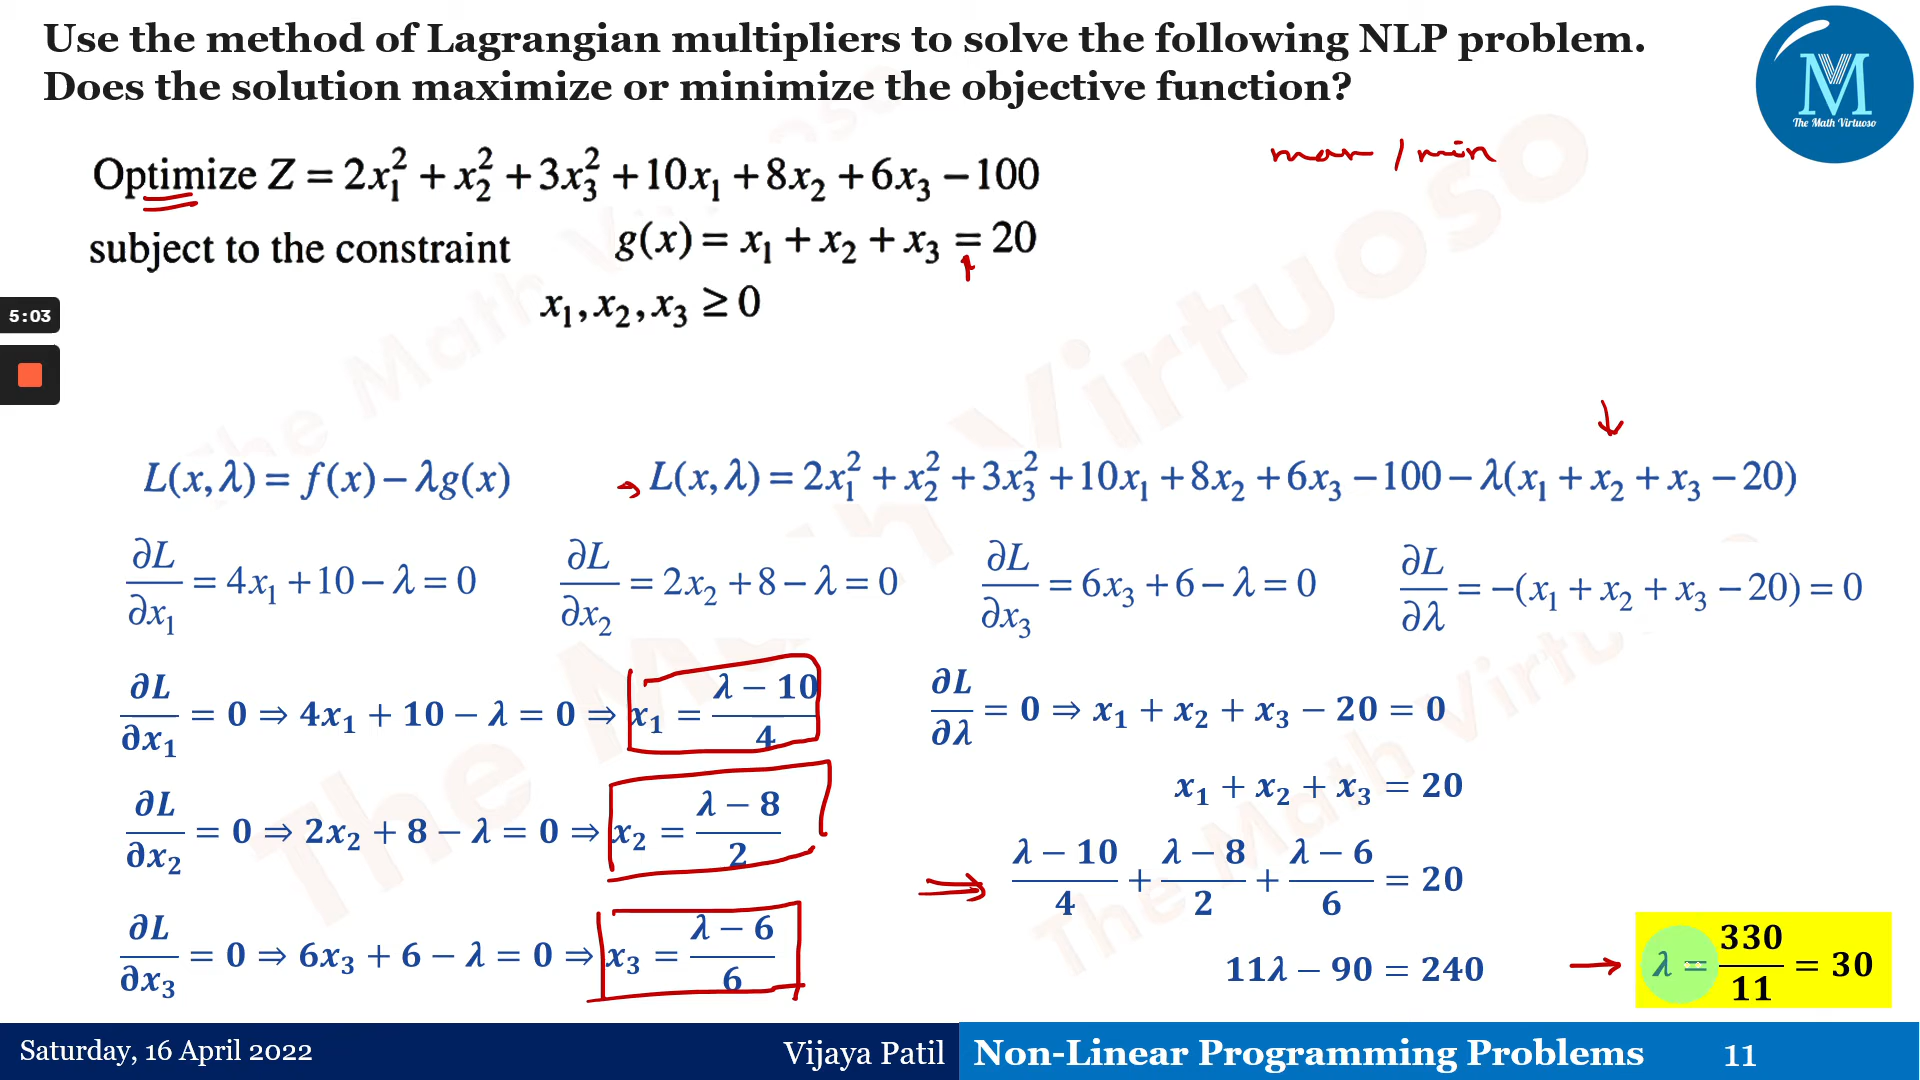 Use the method of Lagrangian multipliers to solve the following NLP problem.
Does the solution maximize or minimize the objective function?
M
The Math Virtuoso
max / min
Optimize Z = 2x₁² + x₂² + 3x₃² + 10x₁ + 8x₂ + 6x₃ − 100
subject to the constraint g(x) = x₁ + x₂ + x₃ = 20
x₁, x₂, x₃ ≥ 0
5:03
L(x, λ) = f(x) − λg(x) → L(x, λ) = 2x₁² + x₂² + 3x₃² + 10x₁ + 8x₂ + 6x₃ − 100 − λ(x₁ + x₂ + x₃ − 20)
∂L/∂x₁ = 4x₁ + 10 − λ = 0 ∂L/∂x₂ = 2x₂ + 8 − λ = 0 ∂L/∂x₃ = 6x₃ + 6 − λ = 0 ∂L/∂λ = −(x₁ + x₂ + x₃ − 20) = 0
∂L/∂x₁ = 0 ⇒ 4x₁ + 10 − λ = 0 ⇒ x₁ = (λ − 10)/4
∂L/∂x₂ = 0 ⇒ 2x₂ + 8 − λ = 0 ⇒ x₂ = (λ − 8)/2
∂L/∂x₃ = 0 ⇒ 6x₃ + 6 − λ = 0 ⇒ x₃ = (λ − 6)/6
∂L/∂λ = 0 ⇒ x₁ + x₂ + x₃ − 20 = 0
x₁ + x₂ + x₃ = 20
⇒ (λ − 10)/4 + (λ − 8)/2 + (λ − 6)/6 = 20
11λ − 90 = 240 → λ = 330/11 = 30
The Math Virtuoso
Saturday, 16 April 2022 Vijaya Patil Non-Linear Programming Problems 11